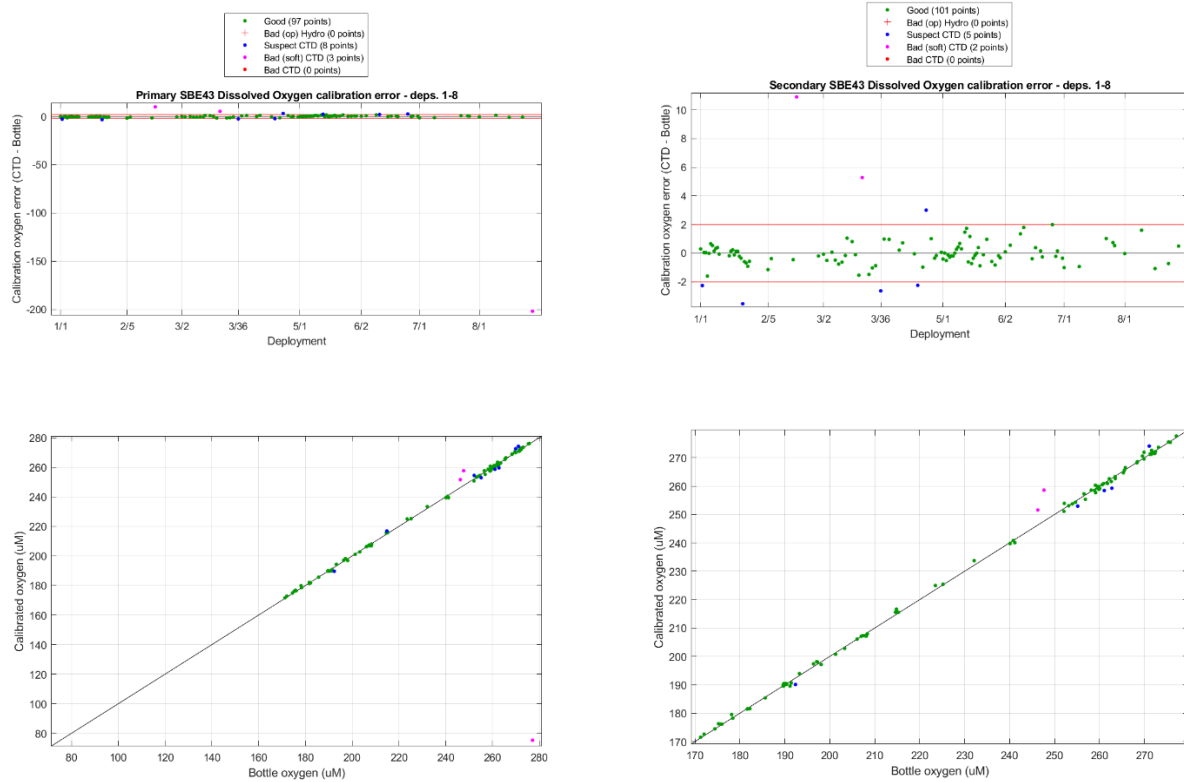 Good (97 points)
Bad (op) Hydro (0 points)
Suspect CTD (8 points)
Bad (soft) CTD (3 points)
Bad CTD (0 points)
Primary SBE43 Dissolved Oxygen calibration error - deps. 1-8
Calibration oxygen error (CTD - Bottle)
0
-50
-100
-150
-200
1/1 2/5 3/2 3/36 5/1 6/2 7/1 8/1
Deployment
Good (101 points)
Bad (op) Hydro (0 points)
Suspect CTD (5 points)
Bad (soft) CTD (2 points)
Bad CTD (0 points)
Secondary SBE43 Dissolved Oxygen calibration error - deps. 1-8
Calibration oxygen error (CTD - Bottle)
10
8
6
4
2
0
-2
1/1 2/5 3/2 3/36 5/1 6/2 7/1 8/1
Deployment
Calibrated oxygen (uM)
280
260
240
220
200
180
160
140
120
100
80
80 100 120 140 160 180 200 220 240 260 280
Bottle oxygen (uM)
Calibrated oxygen (uM)
270
260
250
240
230
220
210
200
190
180
170
170 180 190 200 210 220 230 240 250 260 270
Bottle oxygen (uM)